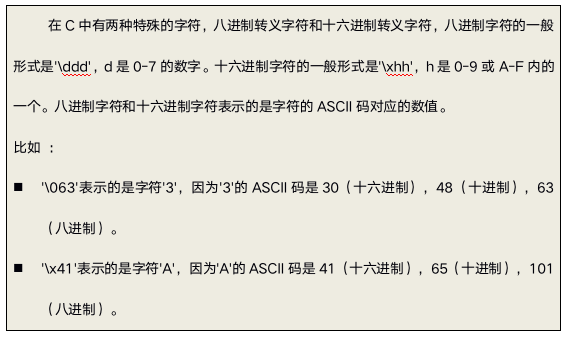 在 C 中有两种特殊的字符，八进制转义字符和十六进制转义字符，八进制字符的一般
形式是'\ddd'，d 是 0-7 的数字。十六进制字符的一般形式是'\xhh'，h 是 0-9 或 A-F 内的
一个。八进制字符和十六进制字符表示的是字符的 ASCII 码对应的数值。
比如 ：
■ '\063'表示的是字符'3'，因为'3'的 ASCII 码是 30（十六进制），48（十进制），63
（八进制）。
■ '\x41'表示的是字符'A'，因为'A'的 ASCII 码是 41（十六进制），65（十进制），101
（八进制）。